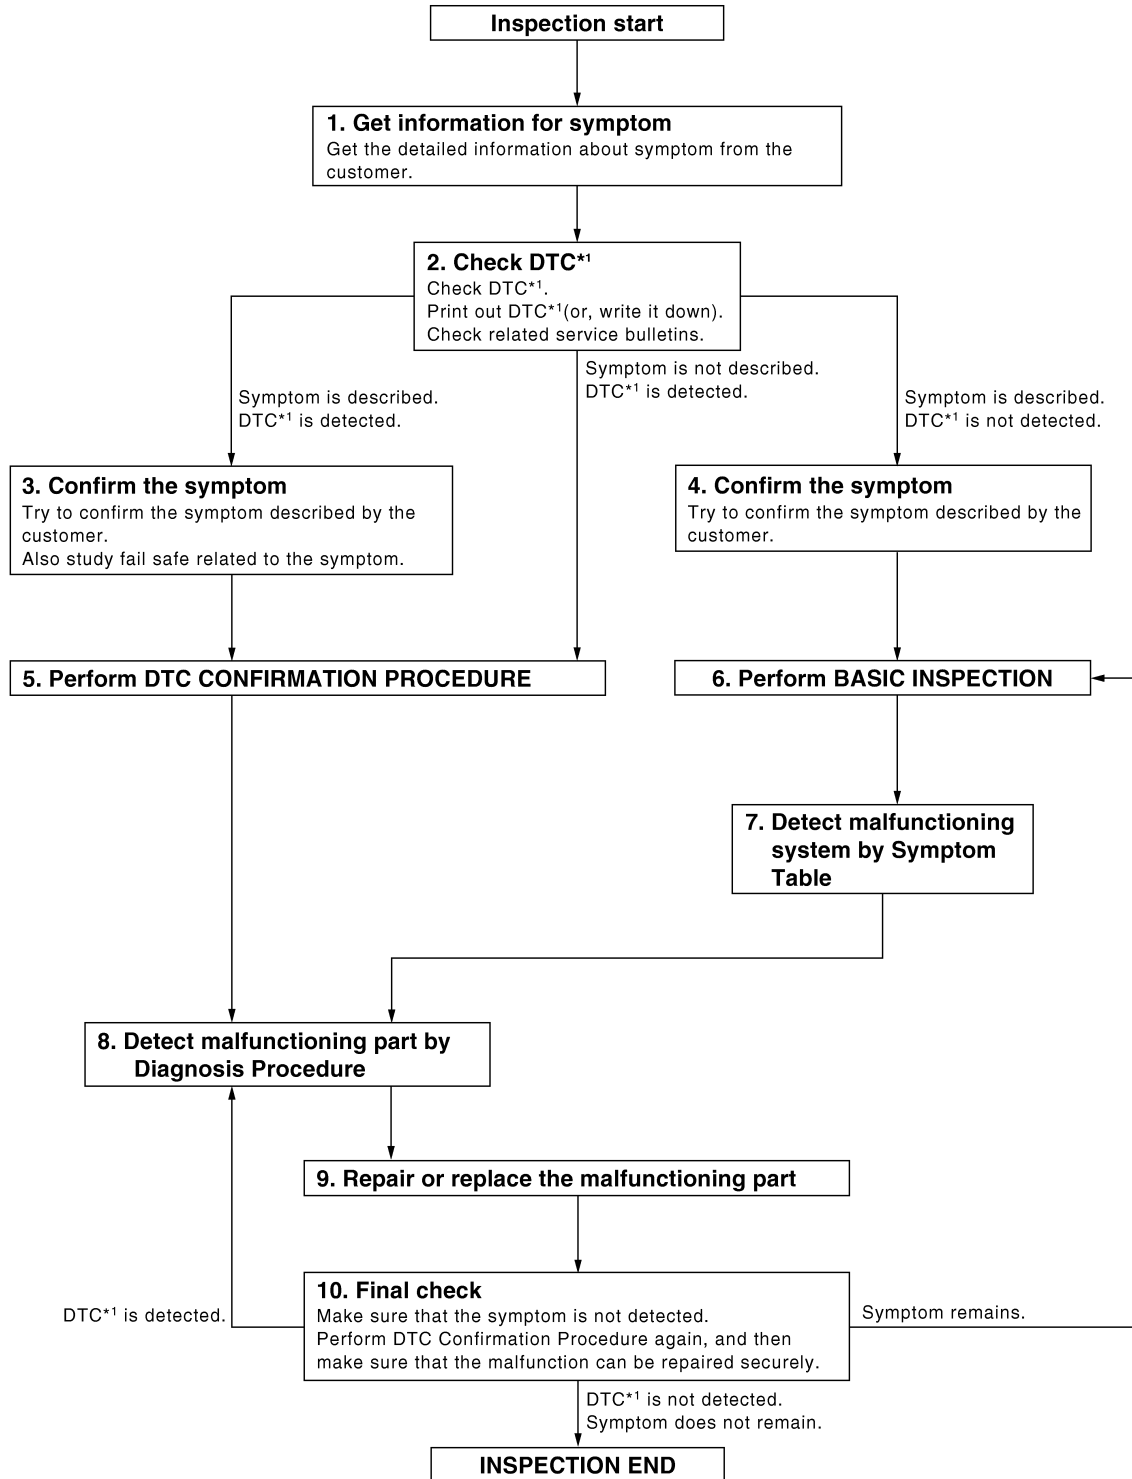 Inspection start
1. Get information for symptom
Get the detailed information about symptom from the
customer.
2. Check DTC*1
Check DTC*1.
Print out DTC*1(or, write it down).
Check related service bulletins.
Symptom is described.
DTC*1 is detected.
Symptom is not described.
DTC*1 is detected.
Symptom is described.
DTC*1 is not detected.
3. Confirm the symptom
Try to confirm the symptom described by the
customer.
Also study fail safe related to the symptom.
4. Confirm the symptom
Try to confirm the symptom described by the
customer.
5. Perform DTC CONFIRMATION PROCEDURE
6. Perform BASIC INSPECTION
7. Detect malfunctioning
system by Symptom
Table
8. Detect malfunctioning part by
Diagnosis Procedure
9. Repair or replace the malfunctioning part
10. Final check
Make sure that the symptom is not detected.
Perform DTC Confirmation Procedure again, and then
make sure that the malfunction can be repaired securely.
DTC*1 is detected.
Symptom remains.
DTC*1 is not detected.
Symptom does not remain.
INSPECTION END